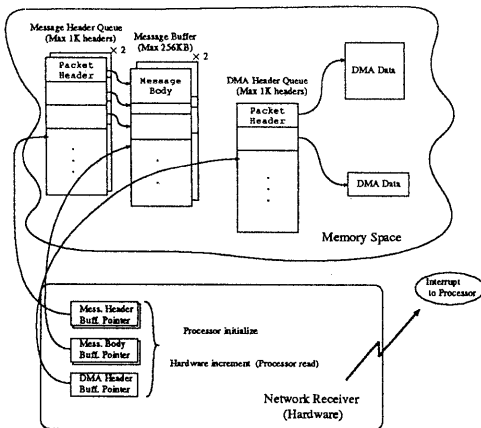 Message Header Queue
(Max 1K headers)
× 2
Message Buffer
(Max 256KB)
× 2
Packet
Header
Message
Body
DMA Header Queue
(Max 1K headers)
Packet
Header
DMA Data
DMA Data
Memory Space
Mess. Header
Buff. Pointer
Mess. Body
Buff. Pointer
DMA Header
Buff. Pointer
Processor initialize
Hardware increment (Processor read)
Interrupt
to Processor
Network Receiver
(Hardware)